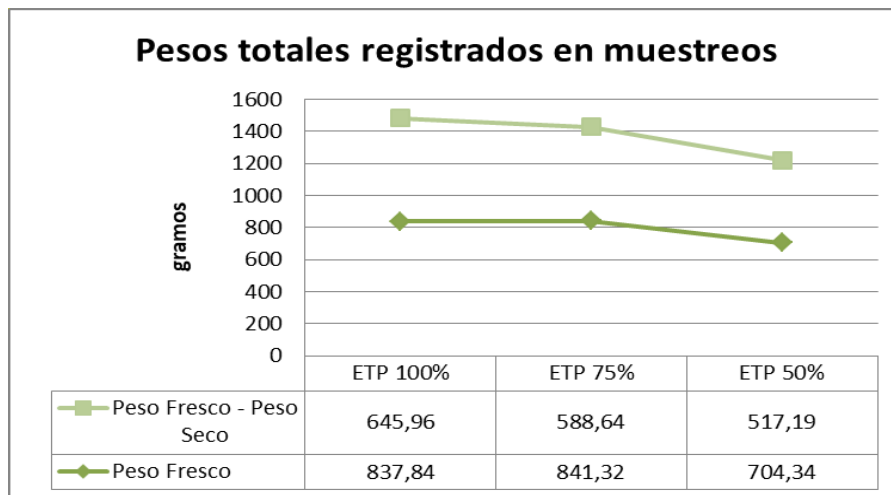 Pesos totales registrados en muestreos
gramos
1600
1400
1200
1000
800
600
400
200
0
ETP 100% ETP 75% ETP 50%
Peso Fresco - Peso
Seco
645,96 588,64 517,19
Peso Fresco 837,84 841,32 704,34